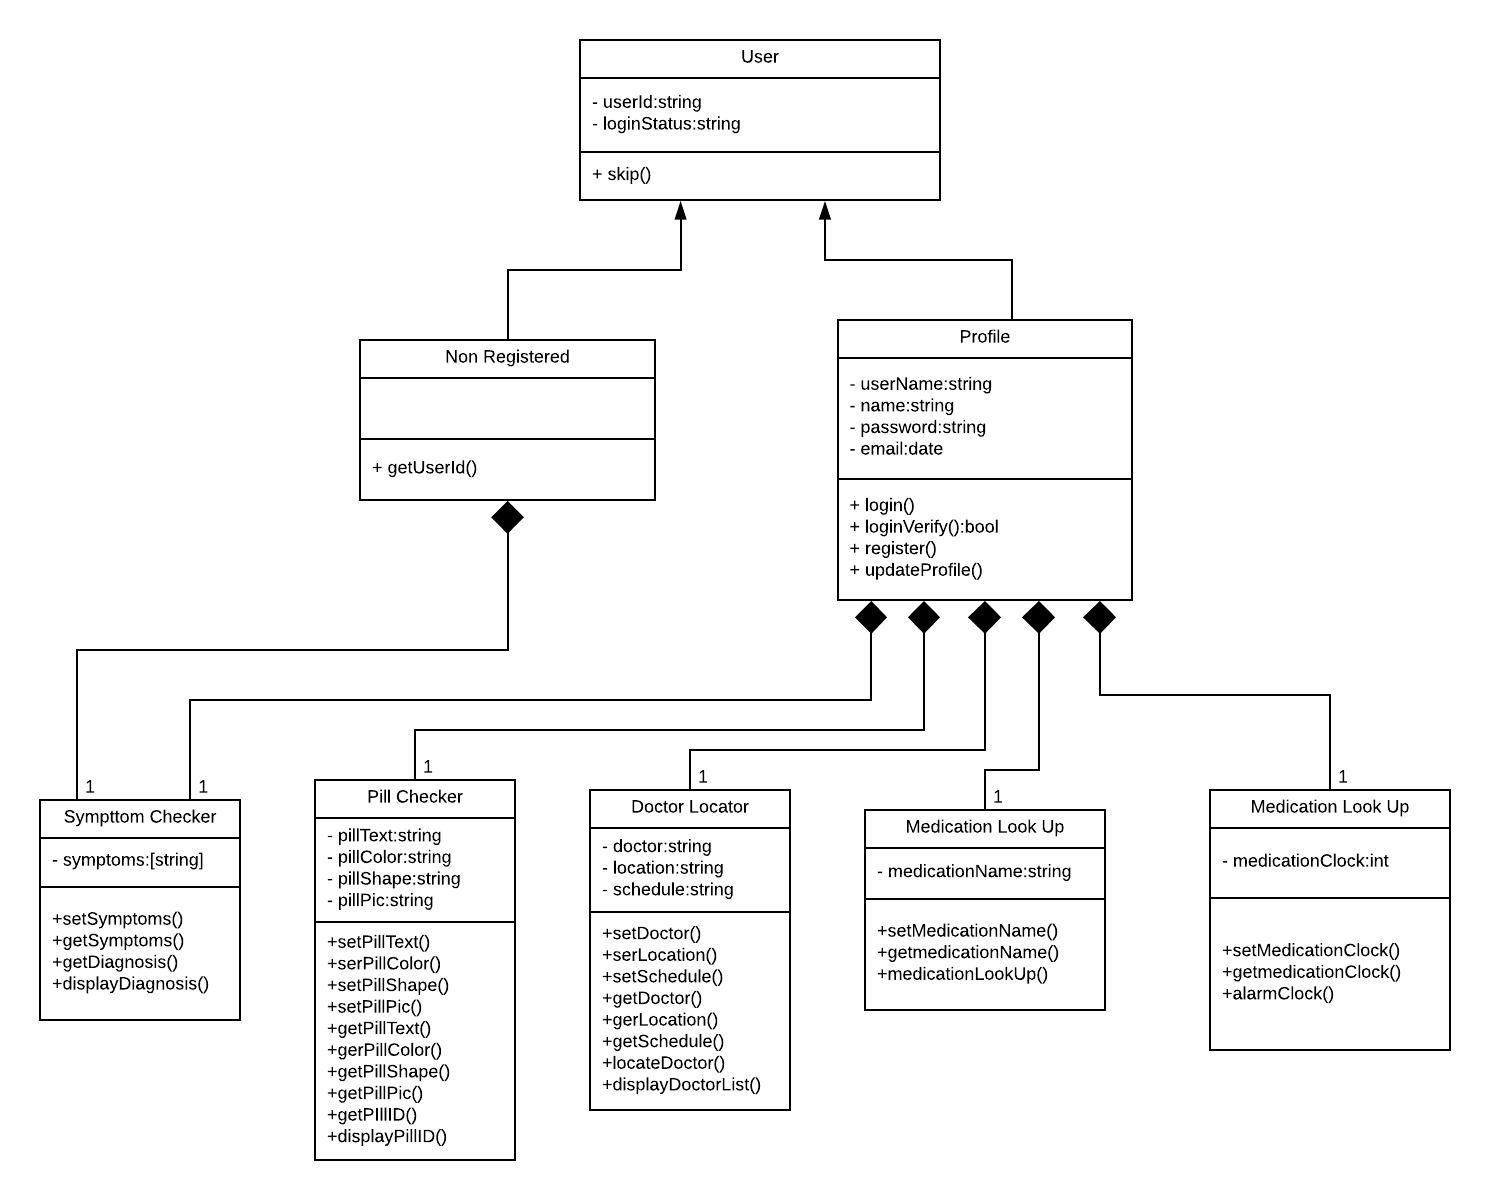 User
- userId:string
- loginStatus:string
+ skip()
Non Registered
+ getUserId()
Profile
- userName:string
- name:string
- password:string
- email:date
+ login()
+ loginVerify():bool
+ register()
+ updateProfile()
1
1
Sympttom Checker
- symptoms:[string]
+setSymptoms()
+getSymptoms()
+getDiagnosis()
+displayDiagnosis()
1
Pill Checker
- pillText:string
- pillColor:string
- pillShape:string
- pillPic:string
+setPillText()
+serPillColor()
+setPillShape()
+setPillPic()
+getPillText()
+gerPillColor()
+getPillShape()
+getPillPic()
+getPIllID()
+displayPillID()
1
Doctor Locator
- doctor:string
- location:string
- schedule:string
+setDoctor()
+serLocation()
+setSchedule()
+getDoctor()
+gerLocation()
+getSchedule()
+locateDoctor()
+displayDoctorList()
1
Medication Look Up
- medicationName:string
+setMedicationName()
+getmedicationName()
+medicationLookUp()
1
Medication Look Up
- medicationClock:int
+setMedicationClock()
+getmedicationClock()
+alarmClock()